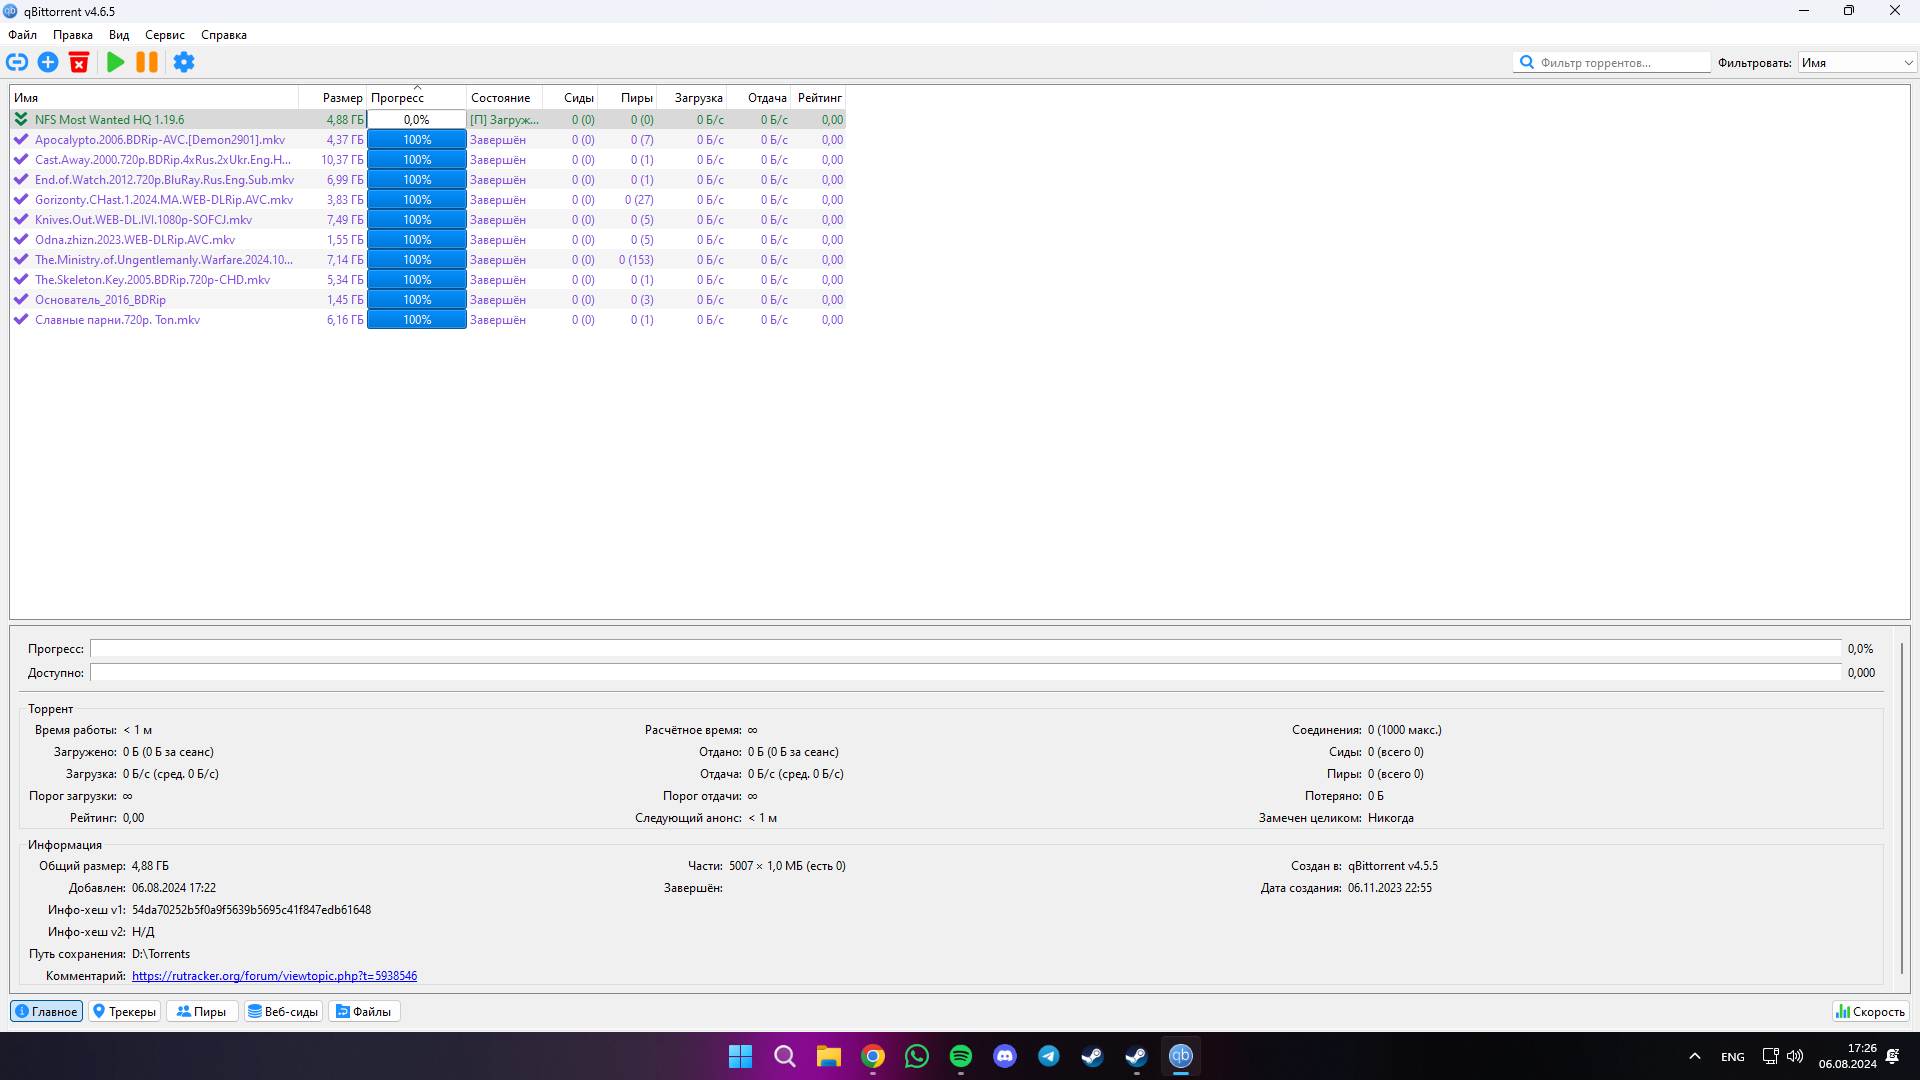 qBittorrent v4.6.5
Файл Правка Вид Сервис Справка
Фильтр торрентов... Фильтровать: Имя
Имя Размер Прогресс Состояние Сиды Пиры Загрузка Отдача Рейтинг
NFS Most Wanted HQ 1.19.6 4,88 ГБ 0,0% [П] Загруж... 0 (0) 0 (0) 0 Б/с 0 Б/с 0,00
Apocalypto.2006.BDRip-AVC.[Demon2901].mkv 4,37 ГБ 100% Завершён 0 (0) 0 (7) 0 Б/с 0 Б/с 0,00
Cast.Away.2000.720p.BDRip.4xRus.2xUkr.Eng.H... 10,37 ГБ 100% Завершён 0 (0) 0 (1) 0 Б/с 0 Б/с 0,00
End.of.Watch.2012.720p.BluRay.Rus.Eng.Sub.mkv 6,99 ГБ 100% Завершён 0 (0) 0 (1) 0 Б/с 0 Б/с 0,00
Gorizonty.CHast.1.2024.MA.WEB-DLRip.AVC.mkv 3,83 ГБ 100% Завершён 0 (0) 0 (27) 0 Б/с 0 Б/с 0,00
Knives.Out.WEB-DL.IVI.1080p-SOFCJ.mkv 7,49 ГБ 100% Завершён 0 (0) 0 (5) 0 Б/с 0 Б/с 0,00
Odna.zhizn.2023.WEB-DLRip.AVC.mkv 1,55 ГБ 100% Завершён 0 (0) 0 (5) 0 Б/с 0 Б/с 0,00
The.Ministry.of.Ungentlemanly.Warfare.2024.10... 7,14 ГБ 100% Завершён 0 (0) 0 (153) 0 Б/с 0 Б/с 0,00
The.Skeleton.Key.2005.BDRip.720p-CHD.mkv 5,34 ГБ 100% Завершён 0 (0) 0 (1) 0 Б/с 0 Б/с 0,00
Основатель_2016_BDRip 1,45 ГБ 100% Завершён 0 (0) 0 (3) 0 Б/с 0 Б/с 0,00
Славные парни.720p. Ton.mkv 6,16 ГБ 100% Завершён 0 (0) 0 (1) 0 Б/с 0 Б/с 0,00
Прогресс: 0,0%
Доступно: 0,000
Торрент
Время работы: < 1 м Расчётное время: ∞ Соединения: 0 (1000 макс.)
Загружено: 0 Б (0 Б за сеанс) Отдано: 0 Б (0 Б за сеанс) Сиды: 0 (всего 0)
Загрузка: 0 Б/с (сред. 0 Б/с) Отдача: 0 Б/с (сред. 0 Б/с) Пиры: 0 (всего 0)
Порог загрузки: ∞ Порог отдачи: ∞ Потеряно: 0 Б
Рейтинг: 0,00 Следующий анонс: < 1 м Замечен целиком: Никогда
Информация
Общий размер: 4,88 ГБ Части: 5007 × 1,0 МБ (есть 0) Создан в: qBittorrent v4.5.5
Добавлен: 06.08.2024 17:22 Завершён: Дата создания: 06.11.2023 22:55
Инфо-хеш v1: 54da70252b5f0a9f5639b5695c41f847edb61648
Инфо-хеш v2: Н/Д
Путь сохранения: D:\Torrents
Комментарий: https://rutracker.org/forum/viewtopic.php?t=5938546
Главное Трекеры Пиры Веб-сиды Файлы Скорость
qb ENG 17:26
06.08.2024